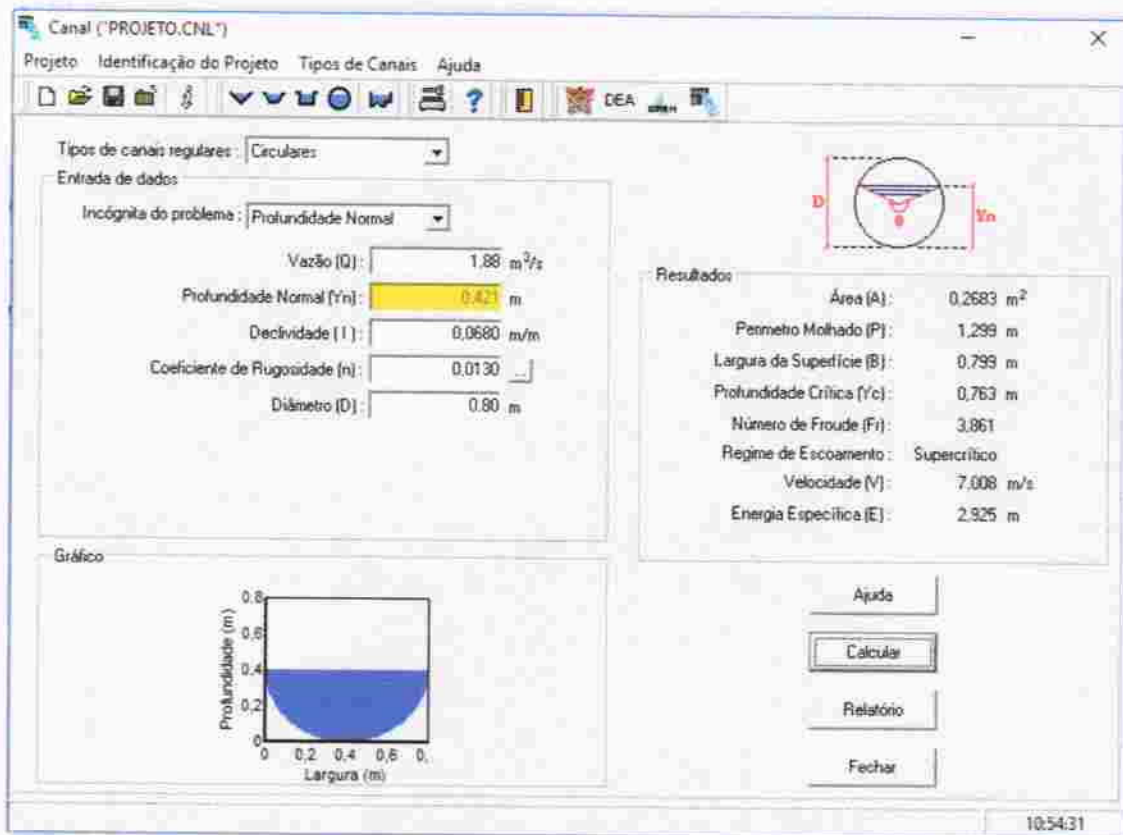 Canal ("PROJETO.CNL")
Projeto Identificação do Projeto Tipos de Canais Ajuda
DEA
Tipos de canais regulares : Circulares
Entrada de dados
Incógnita do problema : Profundidade Normal
Vazão (Q) : 1,88 m³/s
Profundidade Normal (Yn) : 0,421 m
Declividade ( I ) : 0,0680 m/m
Coeficiente de Rugosidade (n) : 0,0130 ...
Diâmetro (D) : 0,80 m
D
θ
Yn
Resultados
Área (A) : 0,2683 m²
Perímetro Molhado (P) : 1,299 m
Largura da Superfície (B) : 0,799 m
Profundidade Crítica (Yc) : 0,763 m
Número de Froude (Fr) : 3,861
Regime de Escoamento : Supercrítico
Velocidade (V) : 7,008 m/s
Energia Específica (E) : 2,925 m
Gráfico
Profundidade (m)
0,8
0,6
0,4
0,2
0
0 0,2 0,4 0,6 0,
Largura (m)
Ajuda
Calcular
Relatório
Fechar
10:54:31